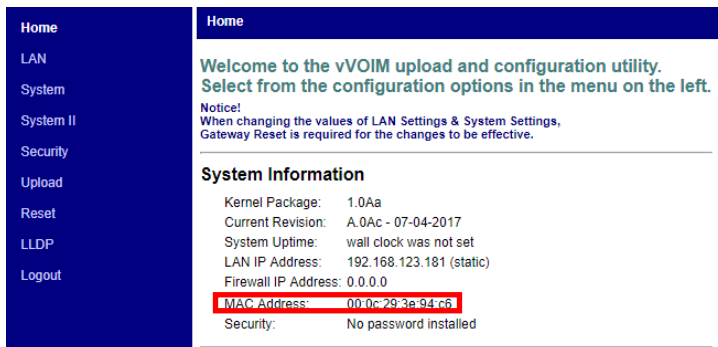 Home
LAN
System
System II
Security
Upload
Reset
LLDP
Logout
Home
Welcome to the vVOIM upload and configuration utility.
Select from the configuration options in the menu on the left.
Notice!
When changing the values of LAN Settings & System Settings,
Gateway Reset is required for the changes to be effective.
System Information
Kernel Package: 1.0Aa
Current Revision: A.0Ac - 07-04-2017
System Uptime: wall clock was not set
LAN IP Address: 192.168.123.181 (static)
Firewall IP Address: 0.0.0.0
MAC Address: 00:0c:29:3e:94:c6
Security: No password installed